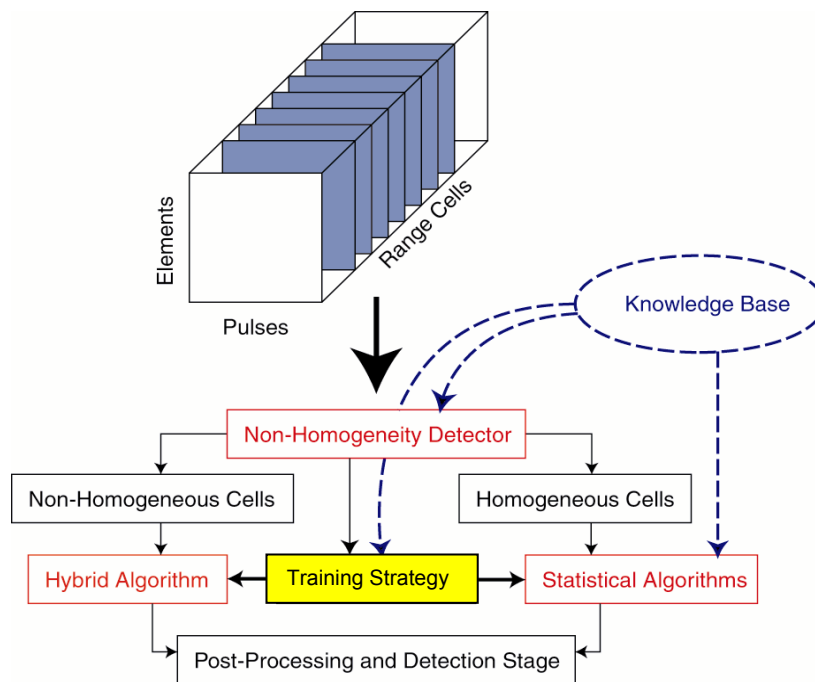 Elements
Range Cells
Pulses
Knowledge Base
Non-Homogeneity Detector
Non-Homogeneous Cells
Homogeneous Cells
Hybrid Algorithm
Training Strategy
Statistical Algorithms
Post-Processing and Detection Stage